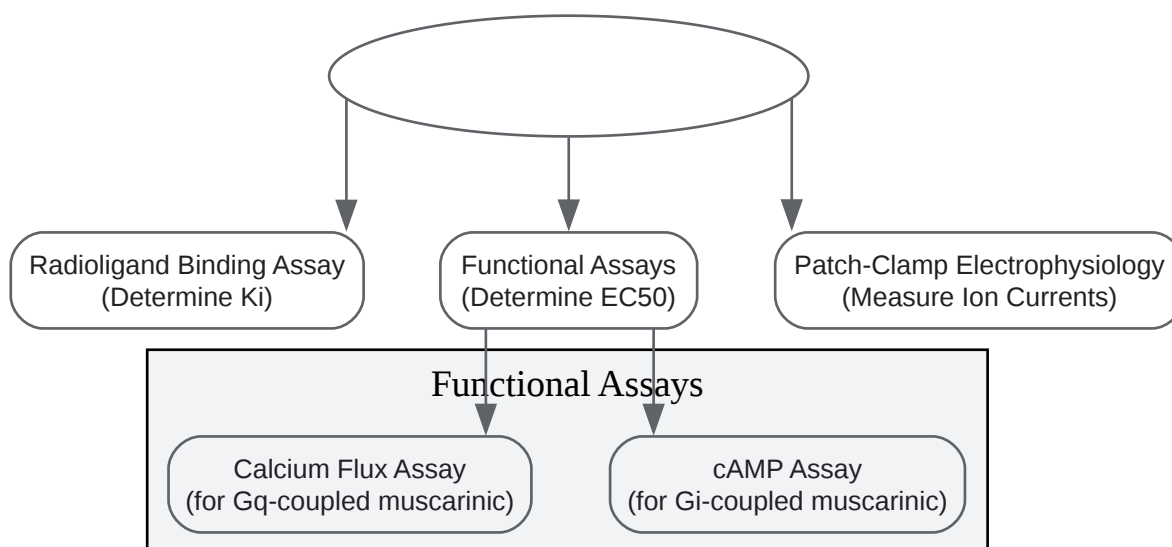 Radioligand Binding Assay
(Determine Ki)
Functional Assays
(Determine EC50)
Patch-Clamp Electrophysiology
(Measure Ion Currents)
Functional Assays
Calcium Flux Assay
(for Gq-coupled muscarinic)
cAMP Assay
(for Gi-coupled muscarinic)